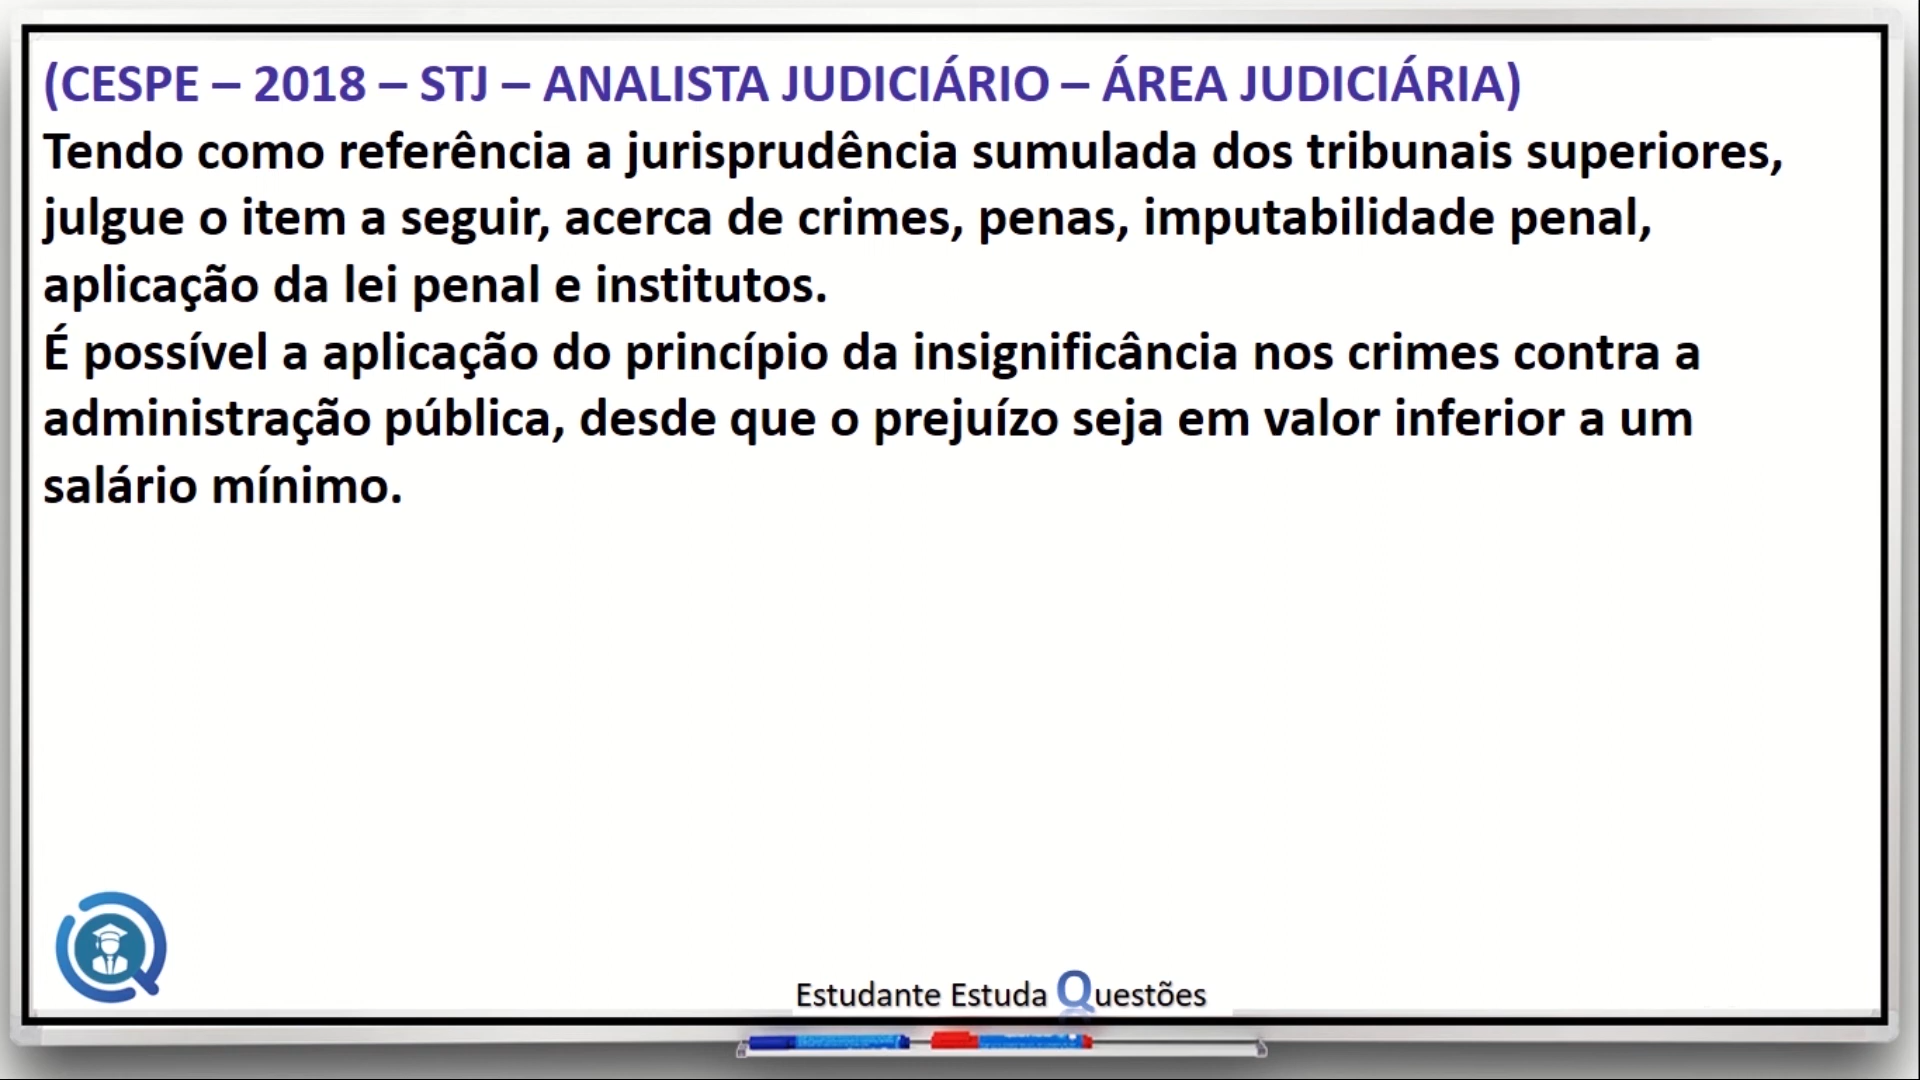 (CESPE – 2018 – STJ – ANALISTA JUDICIÁRIO – ÁREA JUDICIÁRIA)
Tendo como referência a jurisprudência sumulada dos tribunais superiores,
julgue o item a seguir, acerca de crimes, penas, imputabilidade penal,
aplicação da lei penal e institutos.
É possível a aplicação do princípio da insignificância nos crimes contra a
administração pública, desde que o prejuízo seja em valor inferior a um
salário mínimo.
Estudante Estuda Questões